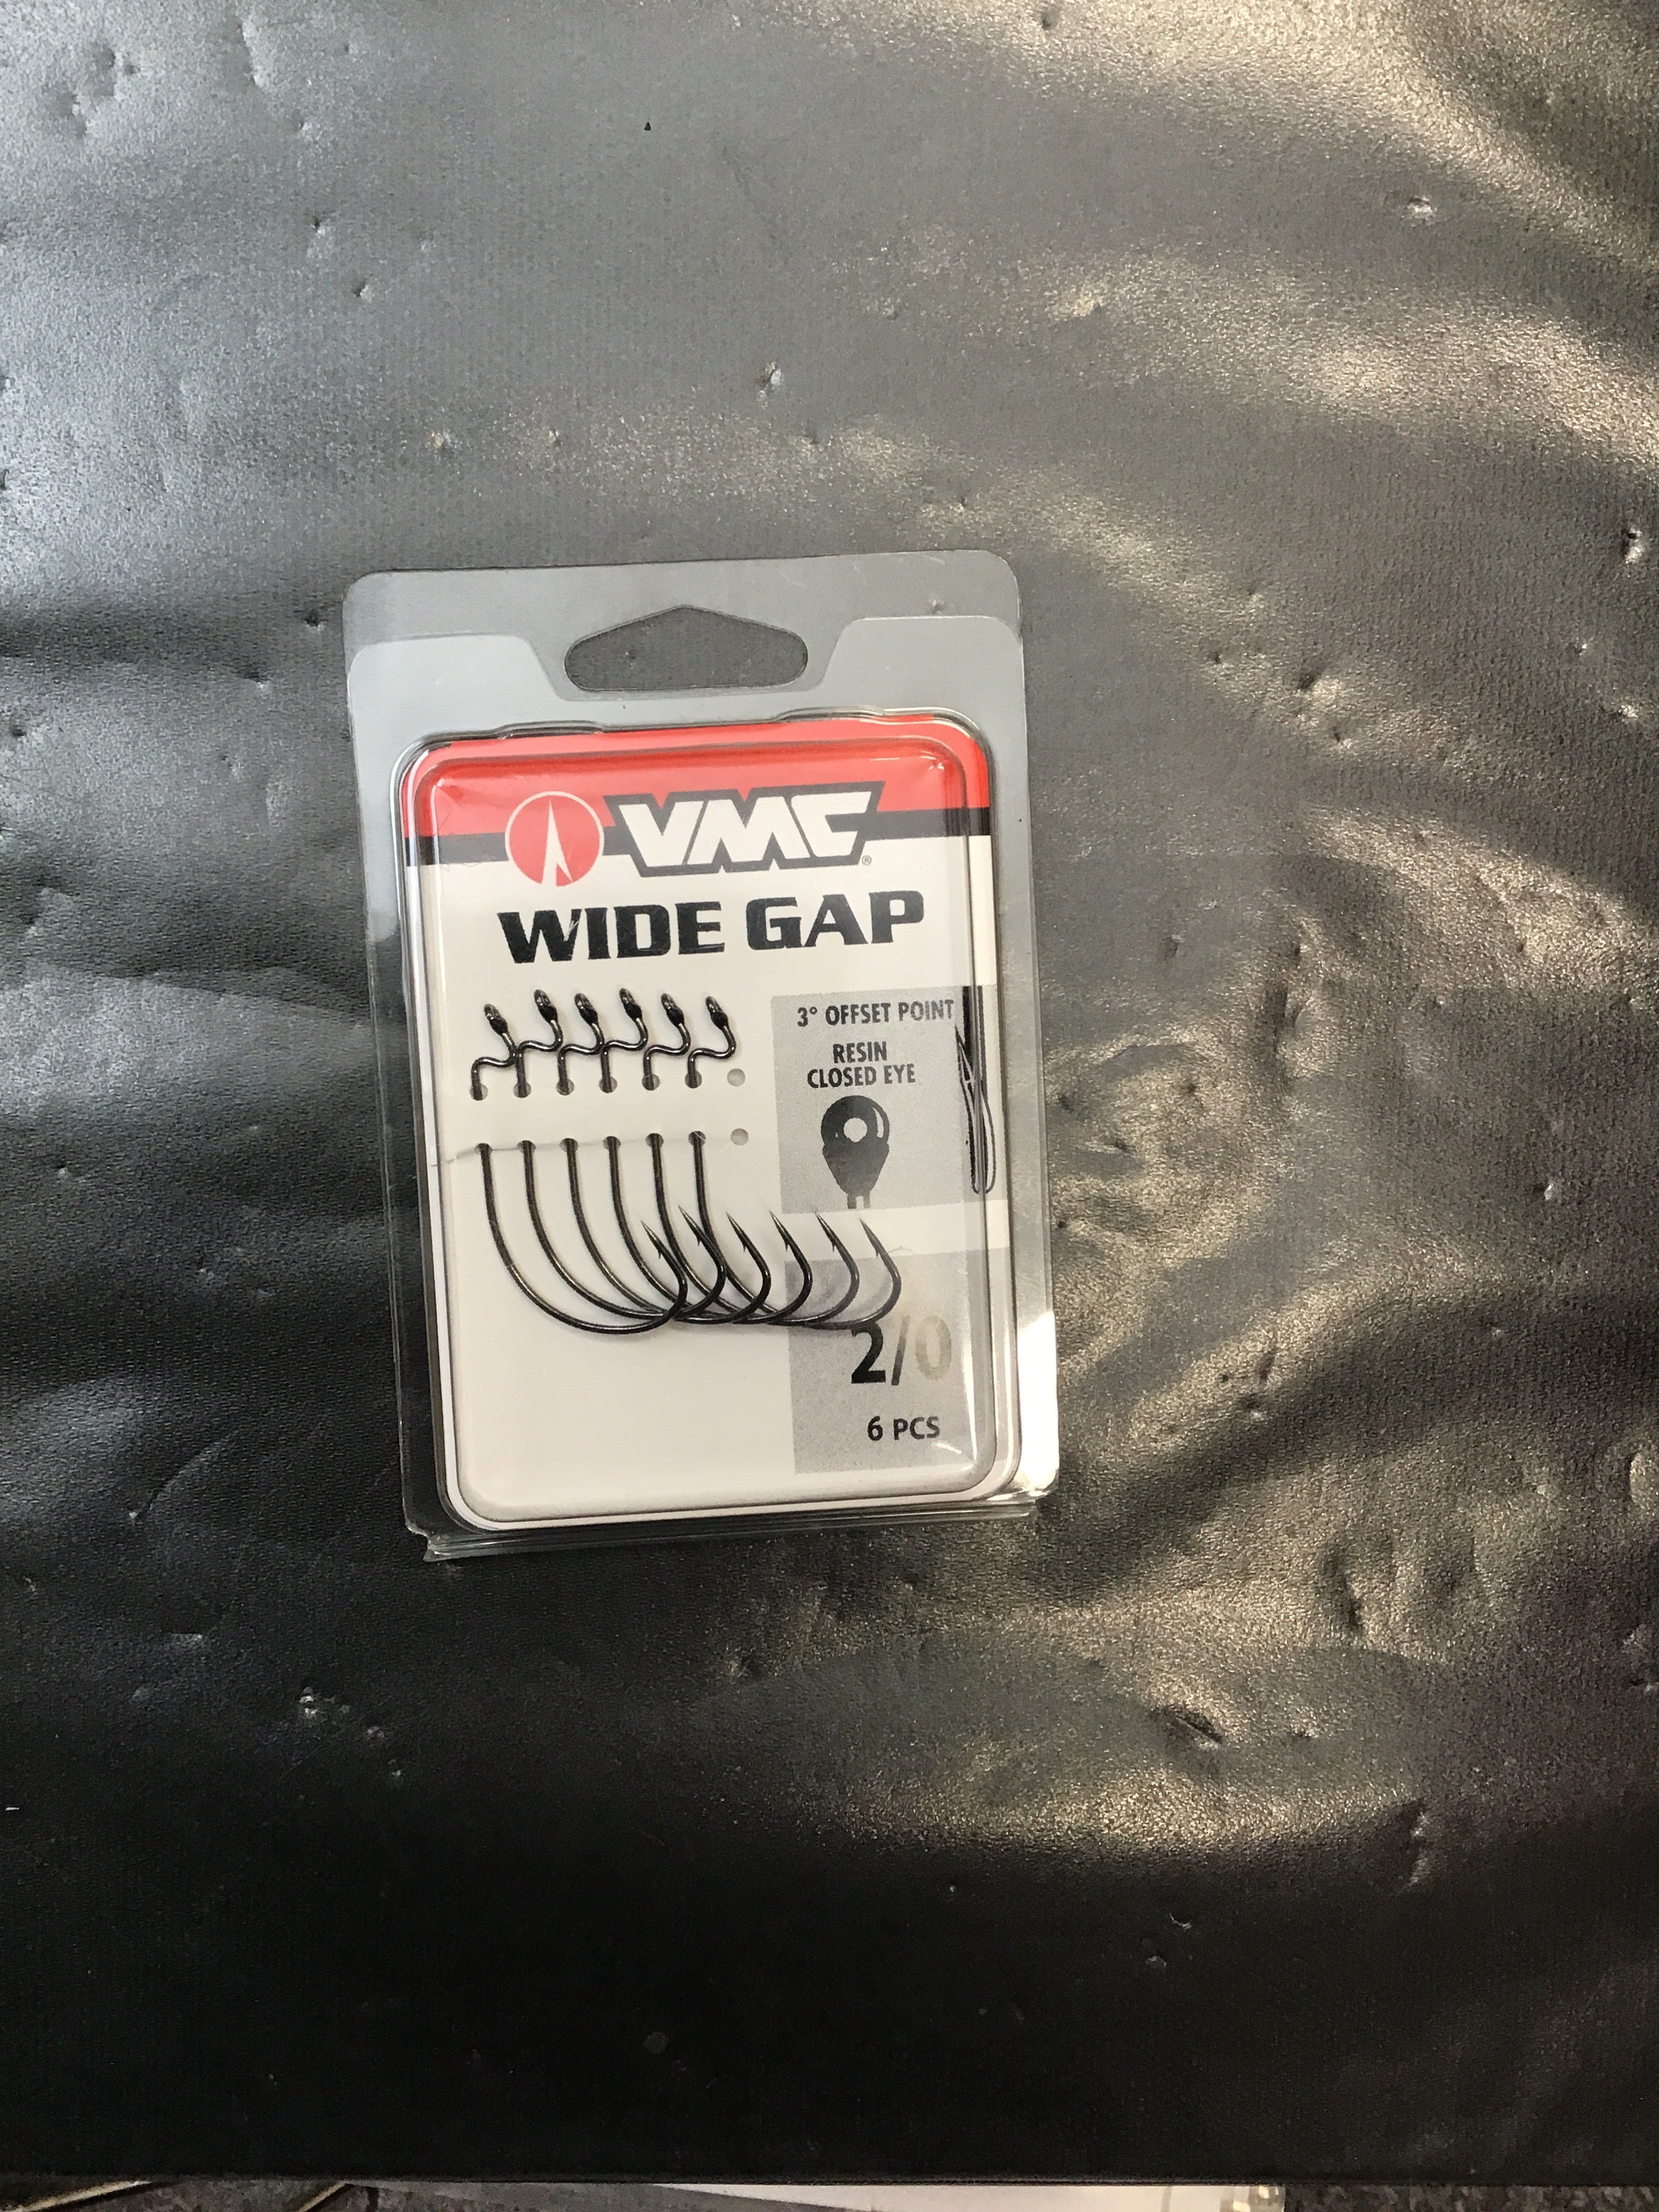 VMC®
WIDE GAP
3° OFFSET POINT
RESIN
CLOSED EYE
2/0
6 PCS